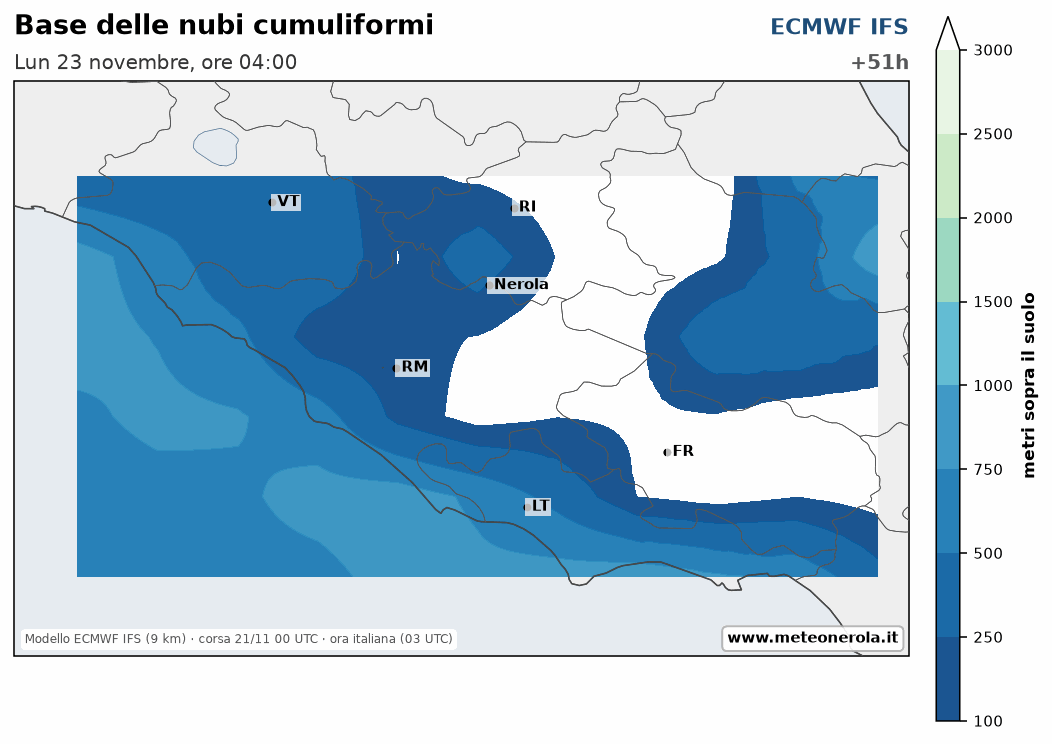 Base delle nubi cumuliformi
ECMWF IFS
Lun 23 novembre, ore 04:00
+51h
VT
RI
Nerola
RM
FR
LT
3000
2500
2000
1500
1000
750
500
250
100
metri sopra il suolo
Modello ECMWF IFS (9 km) · corsa 21/11 00 UTC · ora italiana (03 UTC)
www.meteonerola.it